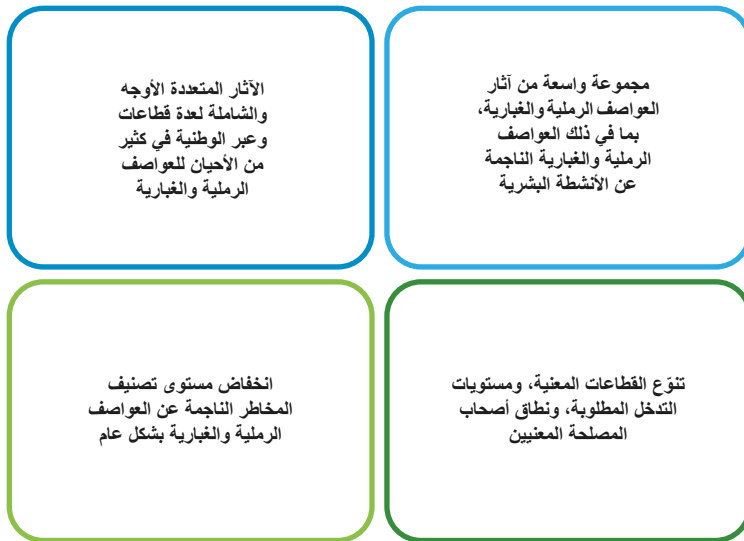 مجموعة واسعة من آثار
العواصف الرملية والغبارية،
بما في ذلك العواصف
الرملية والغبارية الناجمة
عن الأنشطة البشرية
الآثار المتعددة الأوجه
والشاملة لعدة قطاعات
وعبر الوطنية في كثير
من الأحيان للعواصف
الرملية والغبارية
تنوّع القطاعات المعنية، ومستويات
التدخل المطلوبة، ونطاق أصحاب
المصلحة المعنيين
انخفاض مستوى تصنيف
المخاطر الناجمة عن العواصف
الرملية والغبارية بشكل عام